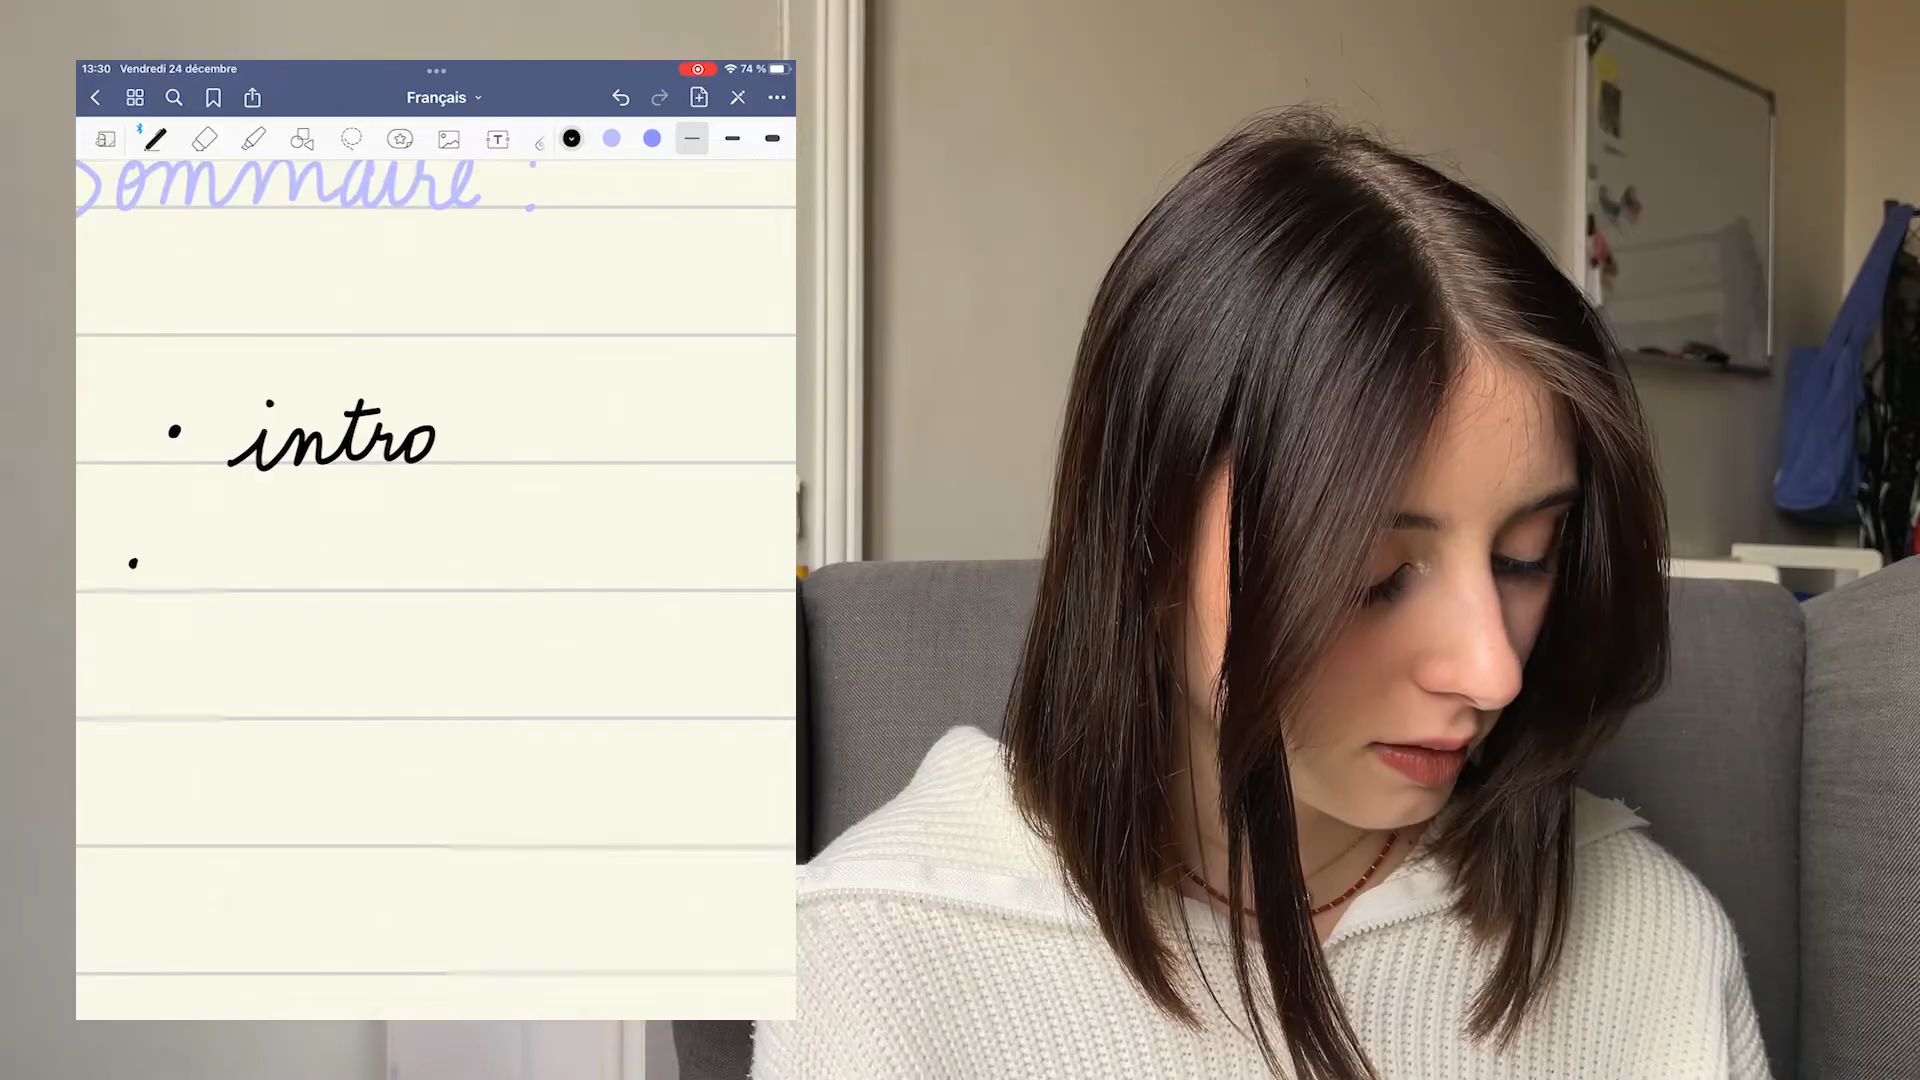 13:30 Vendredi 24 décembre 74 %
Français
T
Sommaire :
• intro
•